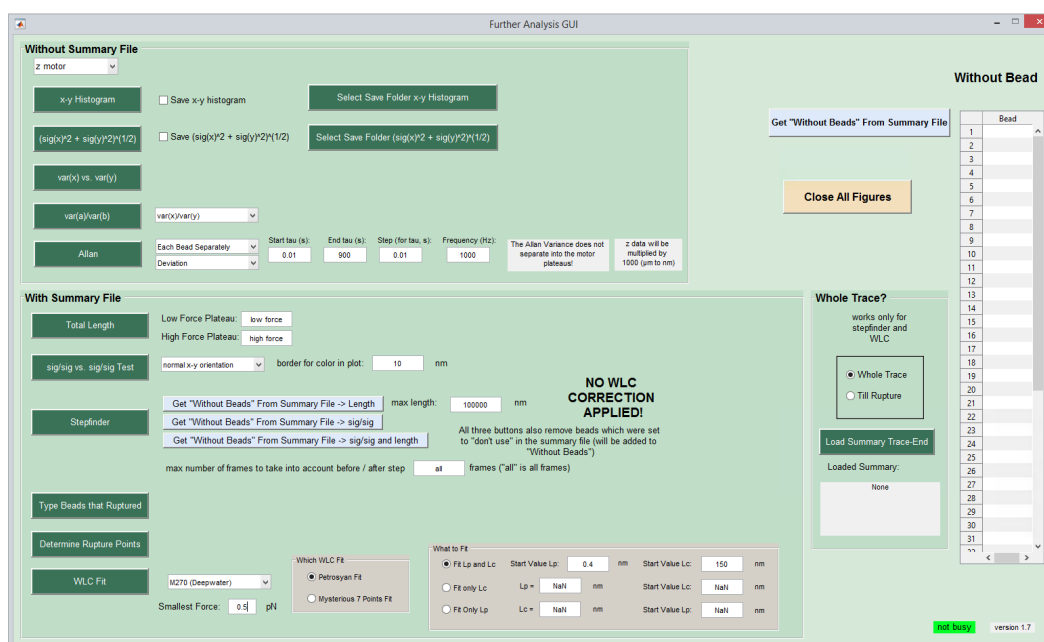 Further Analysis GUI
Without Summary File
z motor
x-y Histogram
Save x-y histogram
Select Save Folder x-y Histogram
(sig(x)^2 + sig(y)^2)^(1/2)
Save (sig(x)^2 + sig(y)^2)^(1/2)
Select Save Folder (sig(x)^2 + sig(y)^2)^(1/2)
var(x) vs. var(y)
var(a)/var(b)
var(x)/var(y)
Allan
Each Bead Separately
Deviation
Start tau (s):
0.01
End tau (s):
900
Step (for tau, s):
0.01
Frequency (Hz):
1000
The Allan Variance does not
separate into the motor
plateaus!
z data will be
multiplied by
1000 (µm to nm)
Without Bead
Get "Without Beads" From Summary File
Close All Figures
Bead
1
2
3
4
5
6
7
8
9
10
11
12
13
14
15
16
17
18
19
20
21
22
23
24
25
26
27
28
29
30
31
With Summary File
Total Length
Low Force Plateau: low force
High Force Plateau: high force
sig/sig vs. sig/sig Test
normal x-y orientation
border for color in plot: 10 nm
Stepfinder
Get "Without Beads" From Summary File -> Length
max length: 100000 nm
Get "Without Beads" From Summary File -> sig/sig
Get "Without Beads" From Summary File -> sig/sig and length
NO WLC
CORRECTION
APPLIED!
All three buttons also remove beads which were set
to "don't use" in the summary file (will be added to
"Without Beads")
max number of frames to take into account before / after step all frames ("all" is all frames)
Type Beads that Ruptured
Determine Rupture Points
WLC Fit
M270 (Deepwater)
Smallest Force: 0.5 pN
Which WLC Fit
Petrosyan Fit
Mysterious 7 Points Fit
What to Fit
Fit Lp and Lc Start Value Lp: 0.4 nm Start Value Lc: 150 nm
Fit only Lc Lp = NaN nm Start Value Lc: NaN nm
Fit Only Lp Lc = NaN nm Start Value Lp: NaN nm
Whole Trace?
works only for
stepfinder and
WLC
Whole Trace
Till Rupture
Load Summary Trace-End
Loaded Summary:
None
not busy
version 1.7